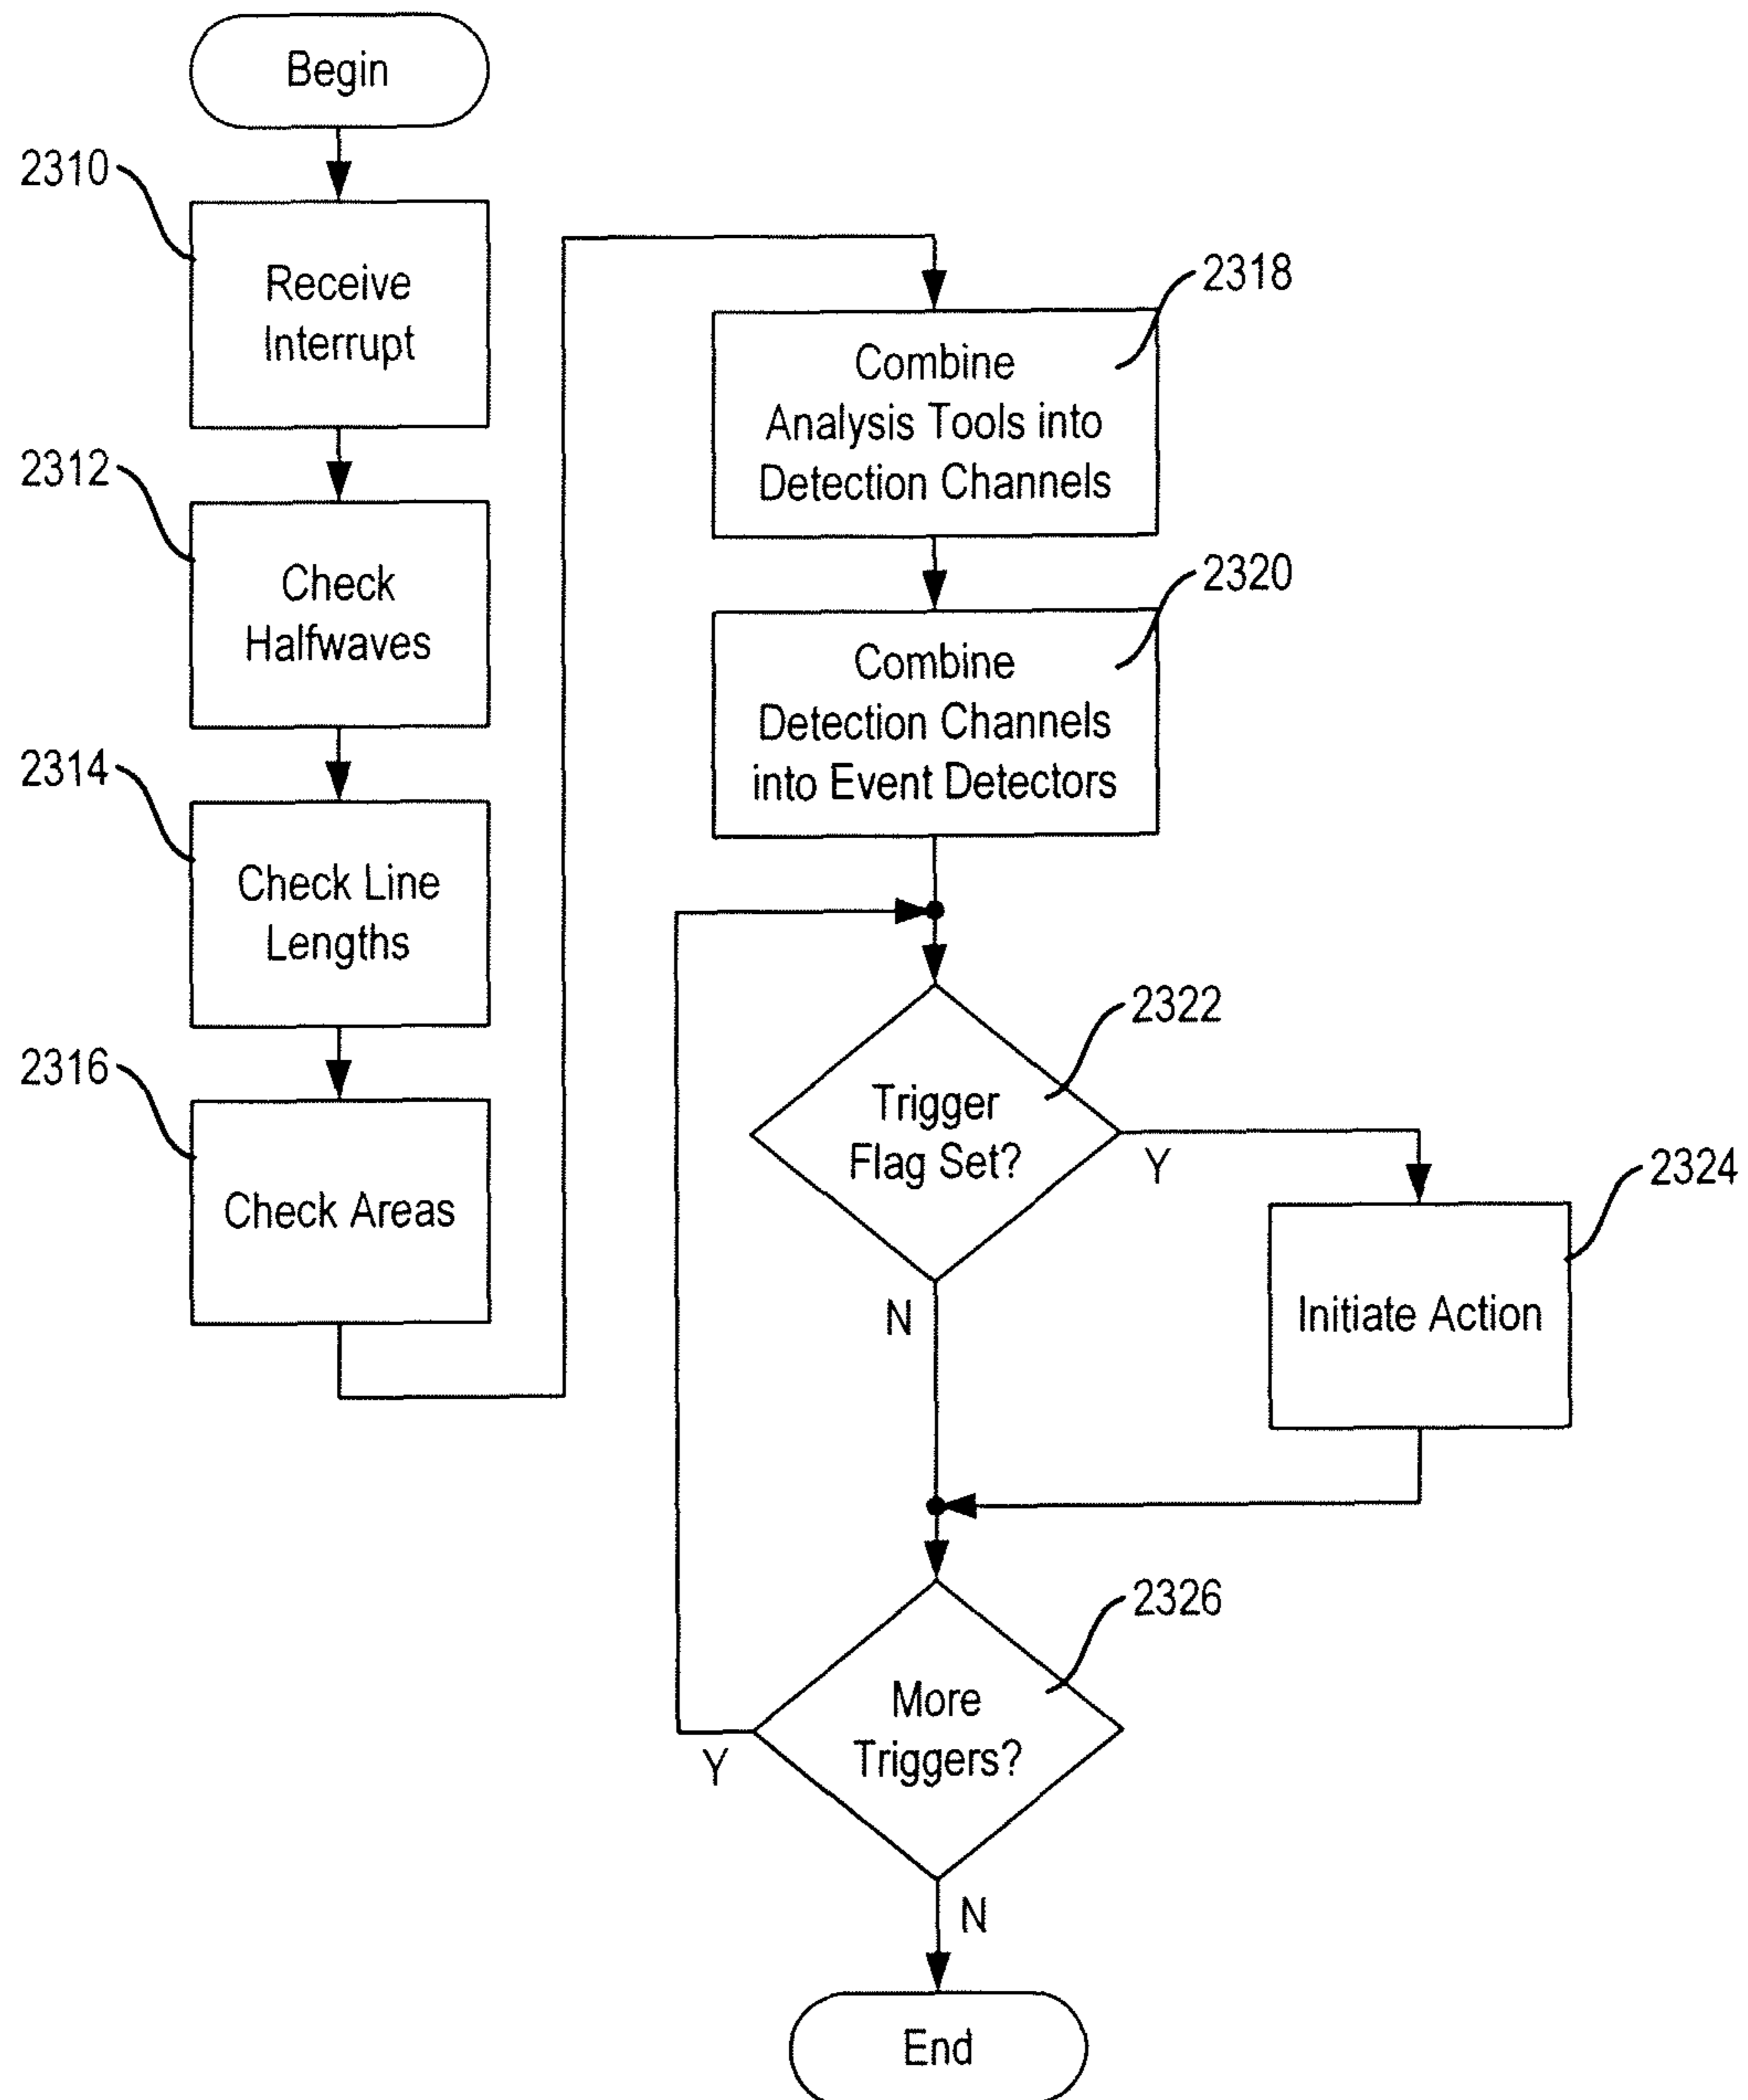 Begin
2310
Receive
Interrupt
2312
Check
Halfwaves
2314
Check Line
Lengths
2316
Check Areas
2318
Combine
Analysis Tools into
Detection Channels
2320
Combine
Detection Channels
into Event Detectors
2322
Trigger
Flag Set?
Y
N
2324
Initiate Action
2326
More
Triggers?
Y
N
End